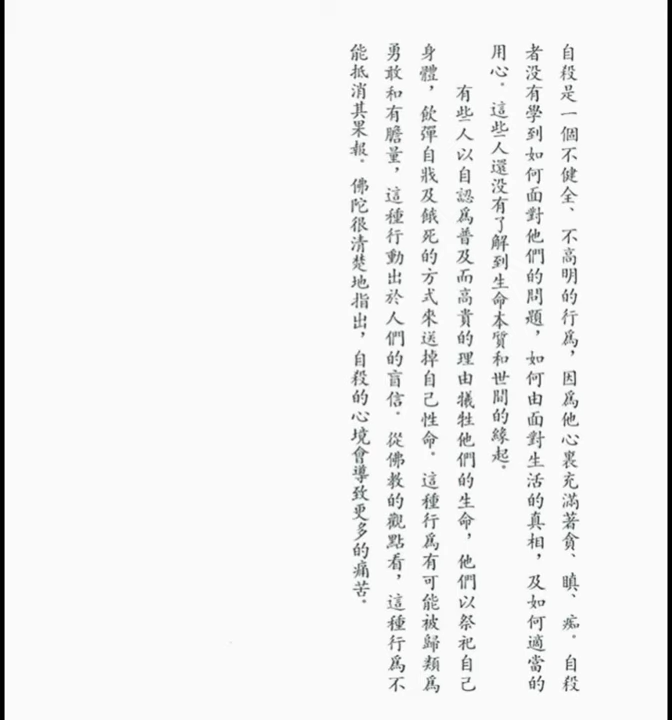 自殺是一個不健全、不高明的行爲，因爲他心裏充滿著貪、瞋、痴。自殺
者沒有學到如何面對他們的問題，如何由面對生活的真相，及如何適當的
用心。這些人還沒有了解到生命本質和世間的緣起。
有些人以自認爲普及而高貴的理由犧牲他們的生命，他們以祭祀自己
身體，飲彈自戕及餓死的方式來送掉自己性命。這種行爲有可能被歸類爲
勇敢和有膽量，這種行動出於人們的盲信。從佛教的觀點看，這種行爲不
能抵消其果報。佛陀很清楚地指出，自殺的心境會導致更多的痛苦。